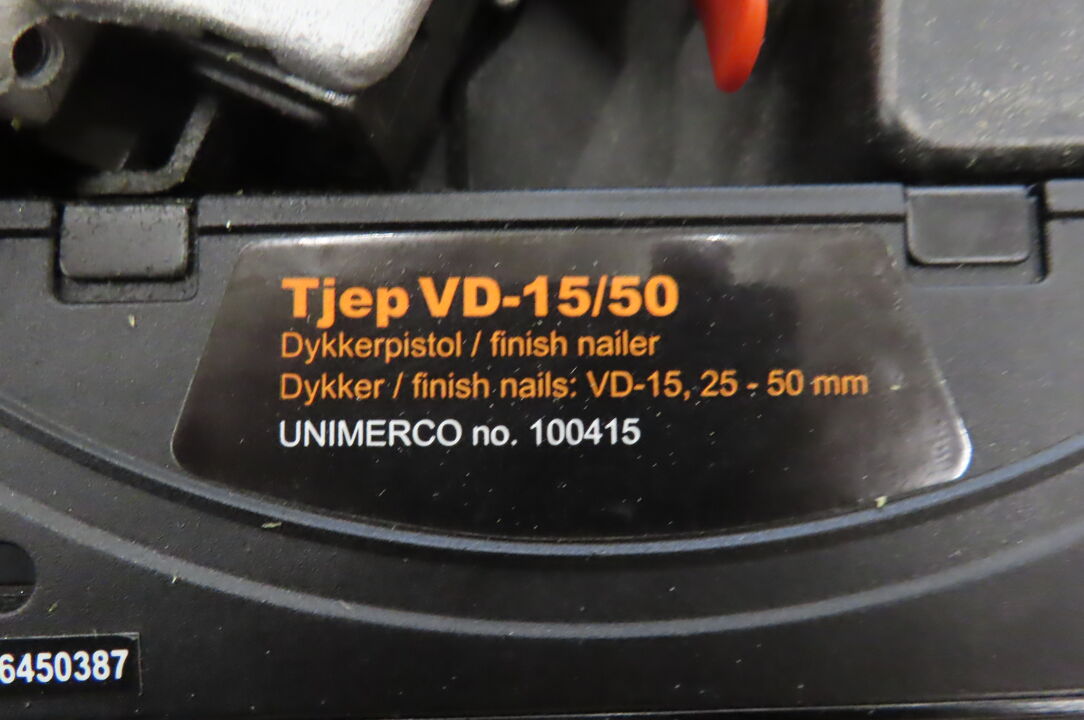 Tjep VD-15/50
Dykkerpistol / finish nailer
Dykker / finish nails: VD-15, 25 - 50 mm
UNIMERCO no. 100415
6450387